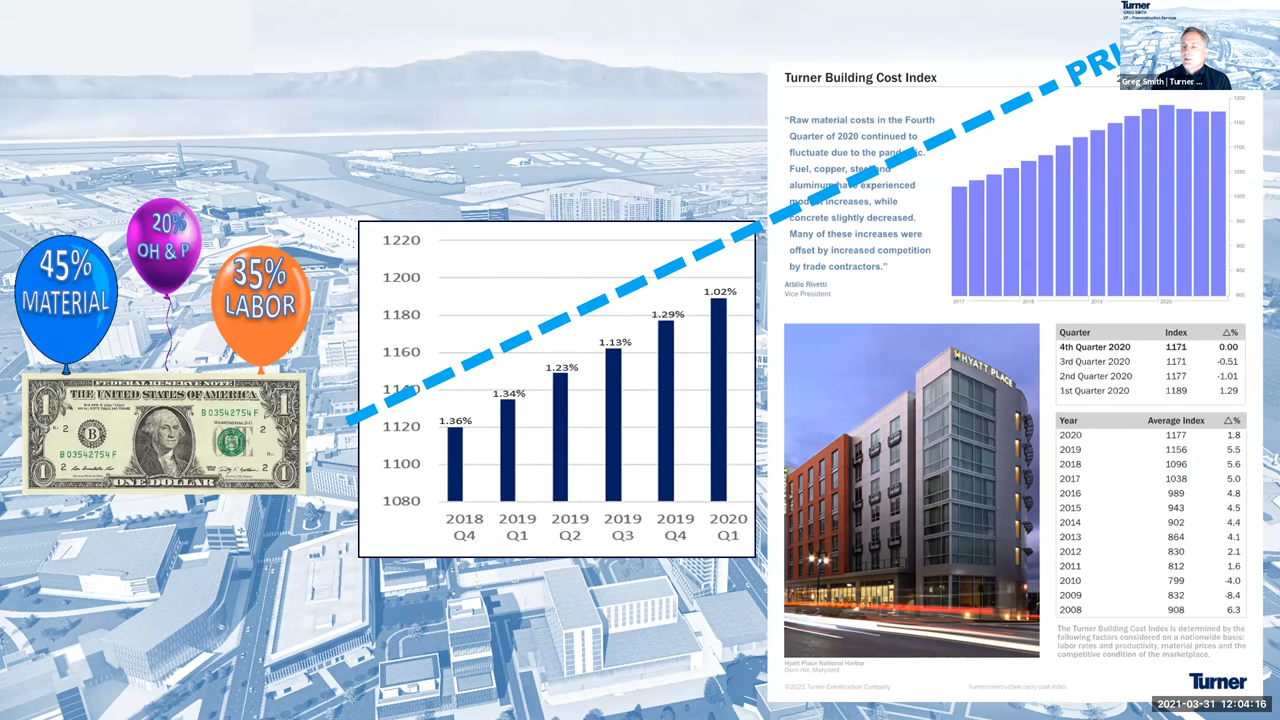 Turner
GREG SMITH
VP – Preconstruction Services
Greg Smith | Turner ...
PRI
45%
MATERIAL
20%
OH &
35%
LABOR
FEDERAL RESERVE NOTE
THE UNITED STATES OF
B 03542754 F
WASHINGTON, D.C.
ONE DOLLAR
1220
1200
1180
1160
1140
1120
1100
1080
1.34%
1.23%
1.13%
1.29%
1.02%
2018 Q4
2019 Q1
2019 Q2
2019 Q3
2019 Q4
2020 Q1
Turner Building Cost Index
“Raw material costs in the Fourth
Quarter of 2020 continued to
fluctuate due to the pandemic.
Fuel, copper, steel and
aluminum have experienced
modest increases, while
concrete slightly decreased.
Many of these increases were
offset by increased competition
by trade contractors.”
Attilio Rivetti
Vice President
1200
1150
1100
1050
1000
950
900
850
800
2017
2018
2019
2020
Quarter Index △%
4th Quarter 2020 1171 0.00
3rd Quarter 2020 1171 -0.51
2nd Quarter 2020 1177 -1.01
1st Quarter 2020 1189 1.29
Year Average Index △%
2020 1177 1.8
2019 1156 5.5
2018 1096 5.6
2017 1038 5.0
2016 989 4.8
2015 943 4.5
2014 902 4.4
2013 864 4.1
2012 830 2.1
2011 812 1.6
2010 799 -4.0
2009 832 -8.4
2008 908 6.3
HYATT PLACE
The Turner Building Cost Index is determined by the
following factors considered on a nationwide basis:
labor rates and productivity, material prices and the
competitive condition of the marketplace.
Hyatt Place National Harbor
Oxon Hill, Maryland
©2021 Turner Construction Company
turnerconstruction.com/cost-index
Turner
2021-03-31 12:04:16